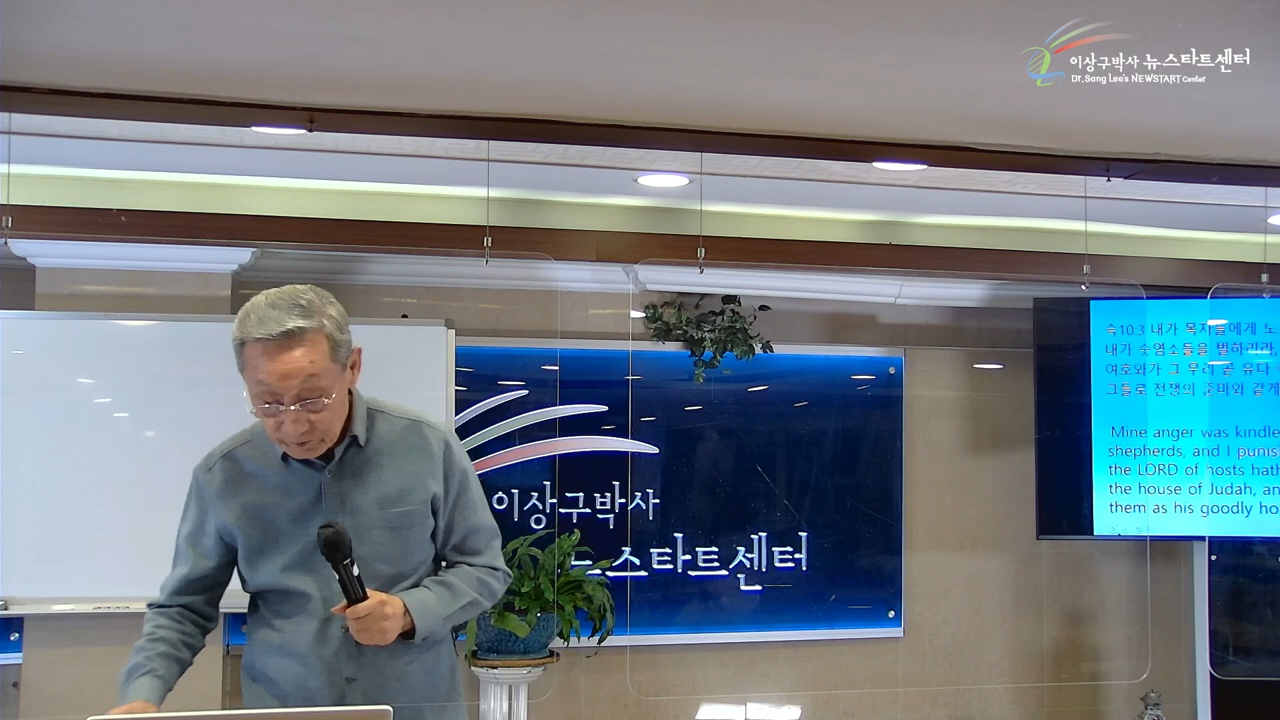 이상구박사 뉴스타트센터
Dr. Sang Lee's NEWSTART Center
슥10:3 내가 목자들에게 노
내가 숫염소들을 벌하리라
여호와가 그 무리 곧 유다
그들로 전쟁의 준마와 같게
Mine anger was kindle
shepherds, and I punis
the LORD of hosts hath
the house of Judah, an
them as his goodly ho
이상구박사
뉴스타트센터